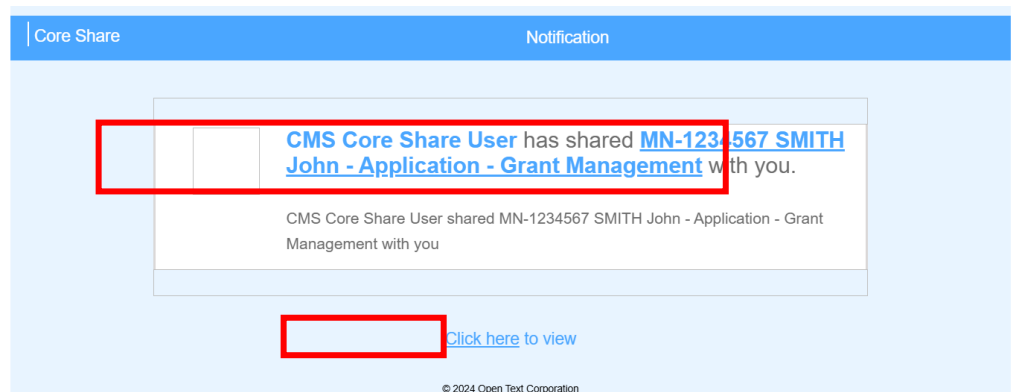 Core Share
Notification
CMS Core Share User has shared MN-1234567 SMITH
John - Application - Grant Management with you.
CMS Core Share User shared MN-1234567 SMITH John - Application - Grant
Management with you
Click here to view
© 2024 Open Text Corporation